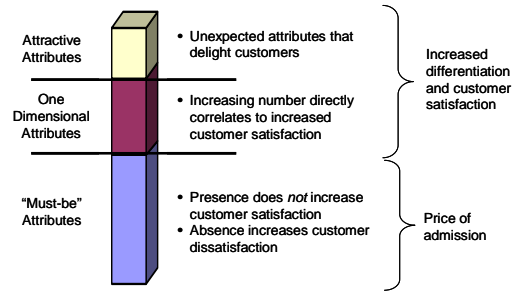 Attractive
Attributes
• Unexpected attributes that
delight customers
One
Dimensional
Attributes
• Increasing number directly
correlates to increased
customer satisfaction
Increased
differentiation
and customer
satisfaction
“Must-be”
Attributes
• Presence does not increase
customer satisfaction
• Absence increases customer
dissatisfaction
Price of
admission